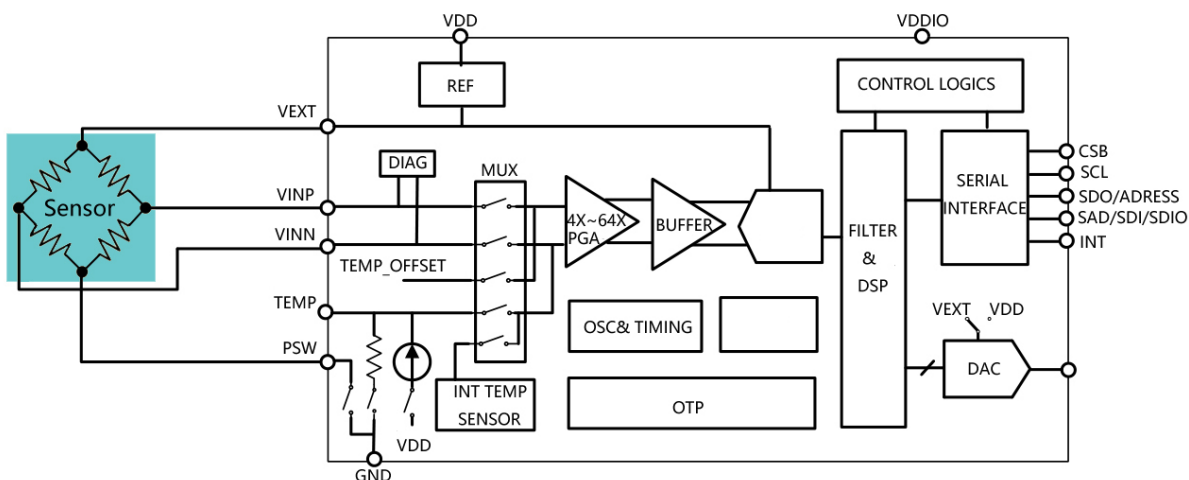 VDD
VDDIO
REF
CONTROL LOGICS
VEXT
DIAG
MUX
CSB
SCL
Sensor
VINP
4X~64X
PGA
BUFFER
SERIAL
INTERFACE
SDO/ADRESS
SAD/SDI/SDIO
VINN
FILTER
&
DSP
INT
TEMP_OFFSET
TEMP
OSC& TIMING
VEXT
VDD
PSW
DAC
INT TEMP
SENSOR
OTP
VDD
GND